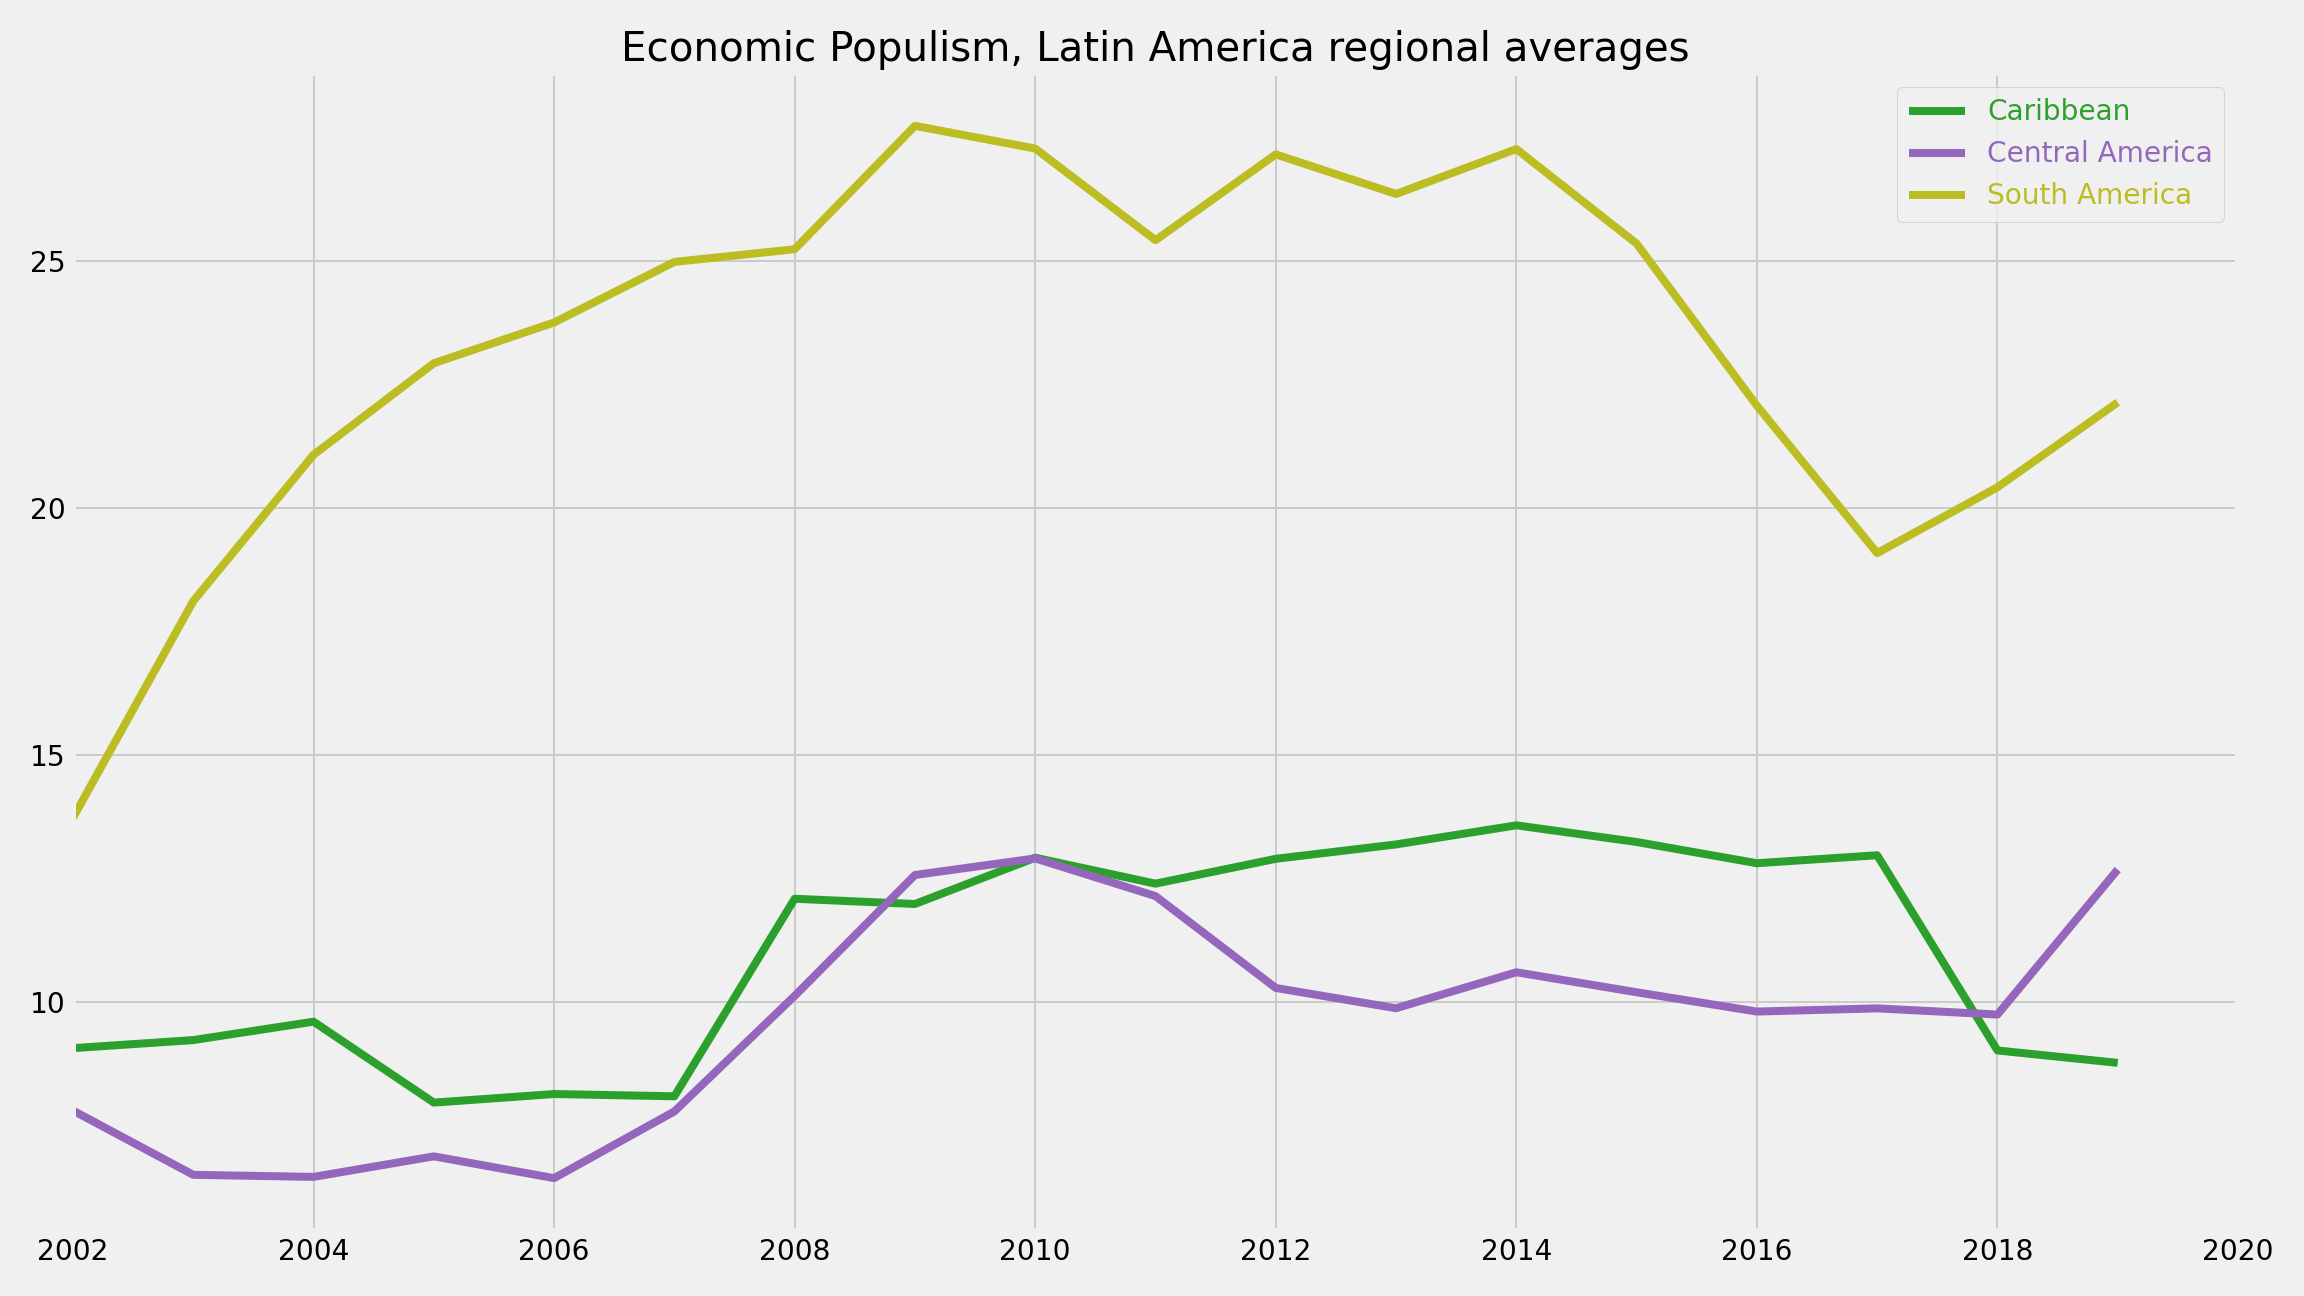 Economic Populism, Latin America regional averages
Caribbean
Central America
South America
25
20
15
10
2002 2004 2006 2008 2010 2012 2014 2016 2018 2020